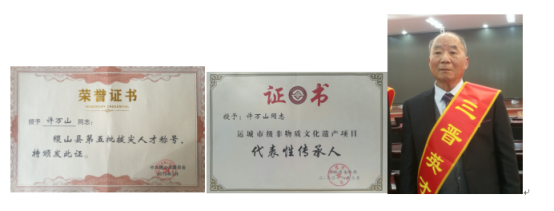 荣誉证书
授予 许万山 同志:
稷山县第五批拔尖人才称号,
特颁发此证。
证书
授予:许万山同志
运城市级非物质文化遗产项目
代表性传承人
三晋英才